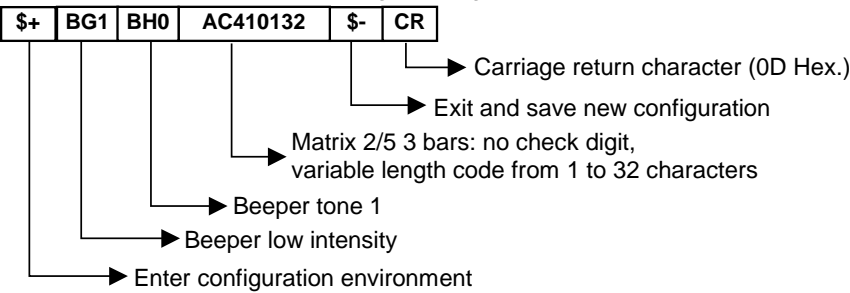 $+ BG1 BH0 AC410132 $- CR
Carriage return character (0D Hex.)
Exit and save new configuration
Matrix 2/5 3 bars: no check digit,
variable length code from 1 to 32 characters
Beeper tone 1
Beeper low intensity
Enter configuration environment